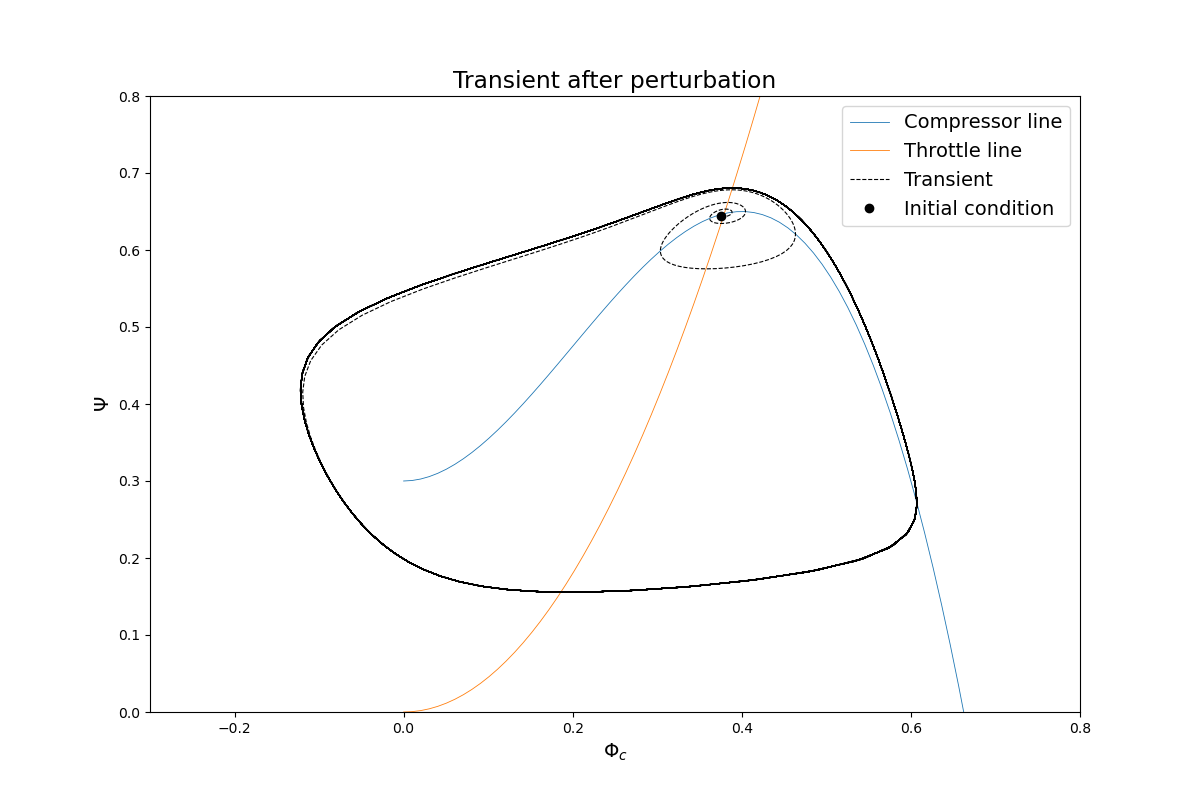 Transient after perturbation
0.8
0.7
0.6
0.5
0.4
0.3
0.2
0.1
0.0
Ψ
Compressor line
Throttle line
Transient
Initial condition
−0.2 0.0 0.2 0.4 0.6 0.8
Φc